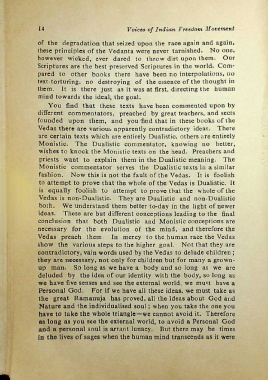 14 Voices of Indian Freedom Movement
of the degradation that seized upon the race again and again,
these principles of the Vedanta were never tarnished. No one,
however wicked, ever dared to throw dirt upon them. Our
Scriptures are the best preserved Scriptures in the world. Com-
pared to other books there have been no interpolations, no
text-torturing, no destroying of the essence of the thought in
them. It is there just as it was at first, directing the human
mind towards the ideal, the goal.
You find that these texts have been commented upon by
different commentators, preached by great teachers, and sects
founded upon them, and you find that in these books of the
Vedas there are various apparently contradictory ideas. There
are certain texts which are entirely Dualistic, others are entirely
Monistic. The Dualistic commentator, knowing no better,
wishes to knock the Monistic texts on the head. Preachers and
priests want to explain them in the Dualistic meaning. The
Monistic commentator serves the Dualistic texts in a similar
fashion. Now this is not the fault of the Vedas. It is foolish
to attempt to prove that the whole of the Vedas is Dualistic. It
is equally foolish to attempt to prove that the whole of the
Vedas is non-Dualistic. They are Dualistic and non-Dualistic
both. We understand them better to-day in the light of newer
ideas. These are but different conceptions leading to the final
conclusion that both Dualistic and Monistic conceptions are
necessary for the evolution of the mind, and therefore the
Vedas preach them. In mercy to the human race the Vedas
show the various steps to the higher goal. Not that they are
contradictory, vain words used by the Vedas to delude children;
they are necessary, not only for children but for many a grown-
up man. So long as we have a body and so long as we are
deluded by the idea of our identity with the body, so long as
we have five senses and see the external world, we must have a
Personal God. For if we have all these ideas, we must take as
the great Ramanuja has proved, all the ideas about God and
Nature and the individualised soul; when you take the one you
have to take the whole triangle—we cannot avoid it. Therefore
as long as you see the external world, to avoid a Personal God
and a personal soul is arrant lunacy. But there may be times
in the lives of sages when the human mind transcends as it were